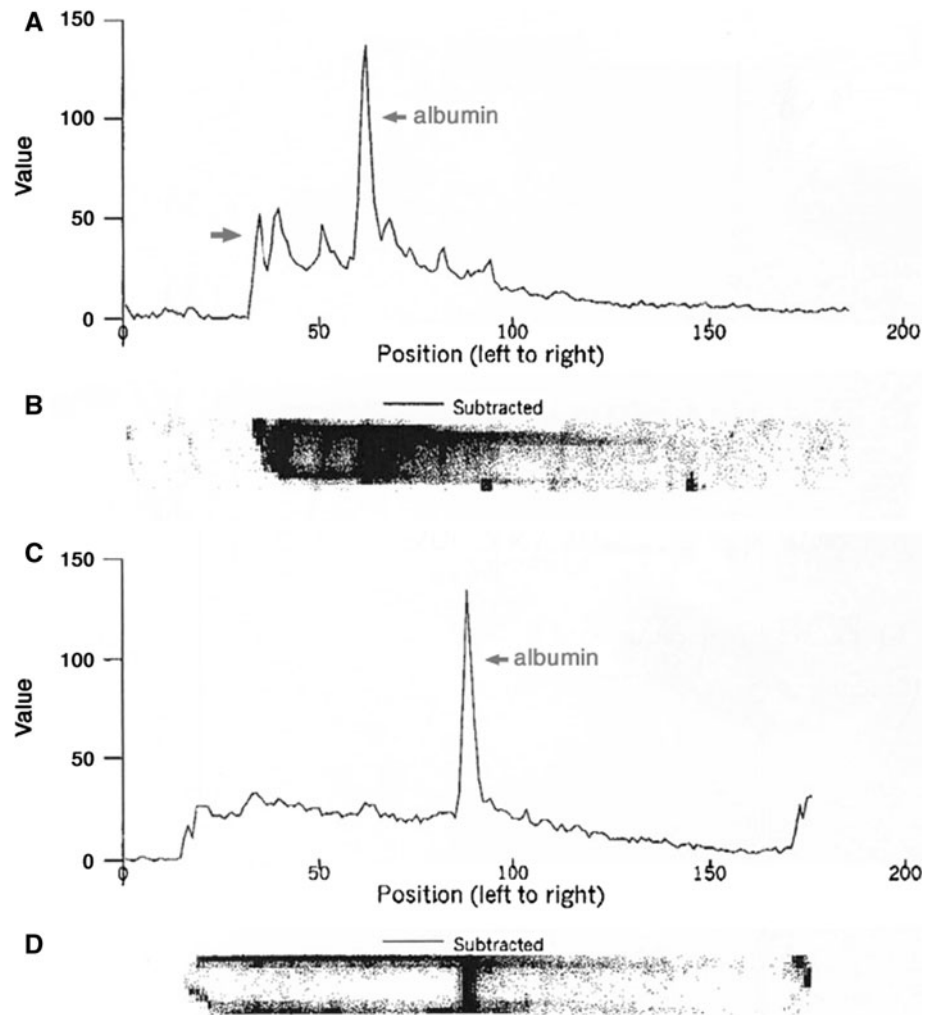 A
150
100
50
0
Value
albumin
0
50
100
150
200
Position (left to right)
B
Subtracted
C
150
100
50
0
Value
albumin
0
50
100
150
200
Position (left to right)
D
Subtracted